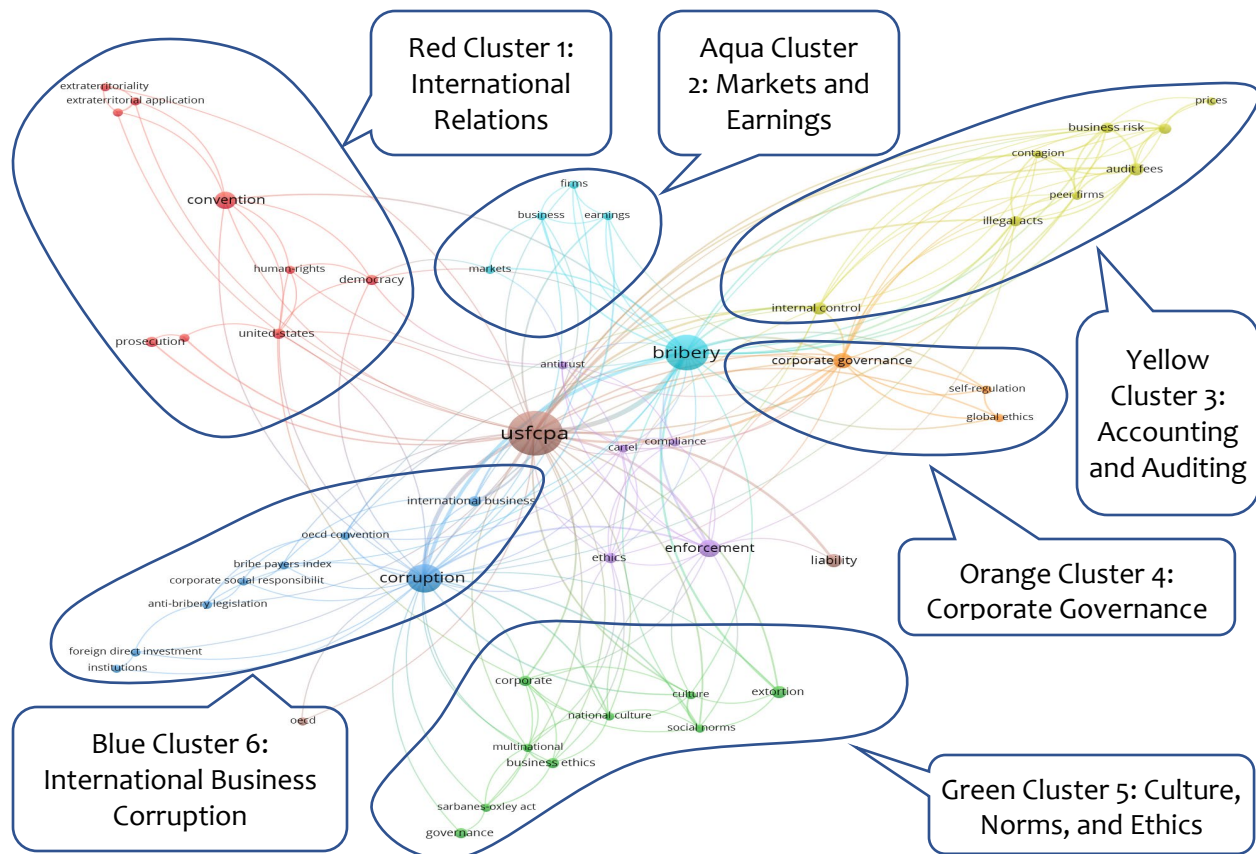 Red Cluster 1:
International
Relations
Aqua Cluster
2: Markets and
Earnings
extraterritoriality
extraterritorial application
convention
human-rights
democracy
united-states
prosecution
firms
business
earnings
markets
prices
business risk
contagion
audit fees
peer firms
illegal acts
internal control
bribery
corporate governance
self-regulation
global ethics
Yellow
Cluster 3:
Accounting
and Auditing
antitrust
usfcpa
compliance
cartel
enforcement
ethics
liability
Orange Cluster 4:
Corporate Governance
international business
oecd convention
bribe payers index
corporate social responsibilit
corruption
anti-bribery legislation
foreign direct investment
institutions
oecd
Blue Cluster 6:
International Business
Corruption
corporate
culture
extortion
national culture
social norms
multinational
business ethics
sarbanes-oxley act
governance
Green Cluster 5: Culture,
Norms, and Ethics